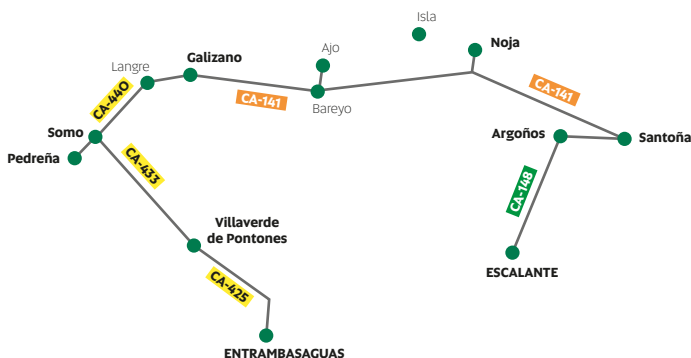 Isla
Noja
Ajo
Galizano
Langre
CA-141
CA-141
CA-440
Bareyo
Somo
Argoños
Santoña
Pedreña
CA-433
CA-148
Villaverde
de Pontones
ESCALANTE
CA-425
ENTRAMBASAGUAS